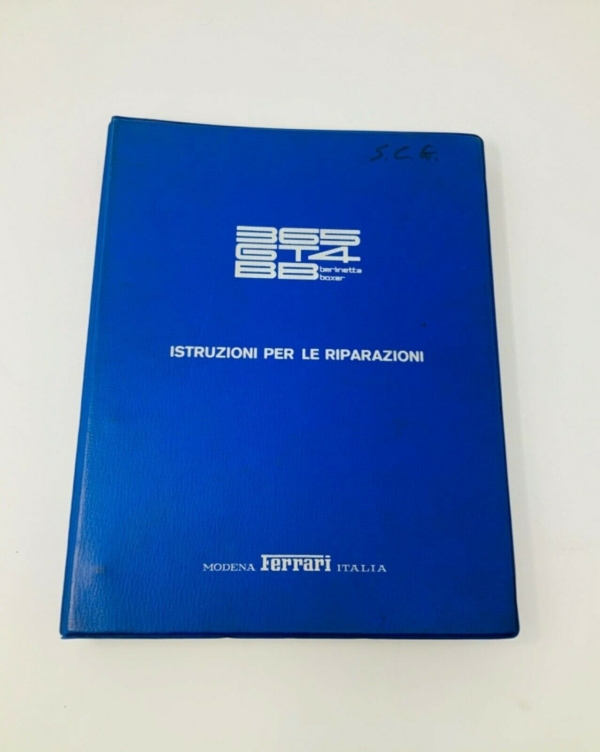 S.C.G.
365
GT4
BB berlinetta
boxer
ISTRUZIONI PER LE RIPARAZIONI
MODENA Ferrari ITALIA